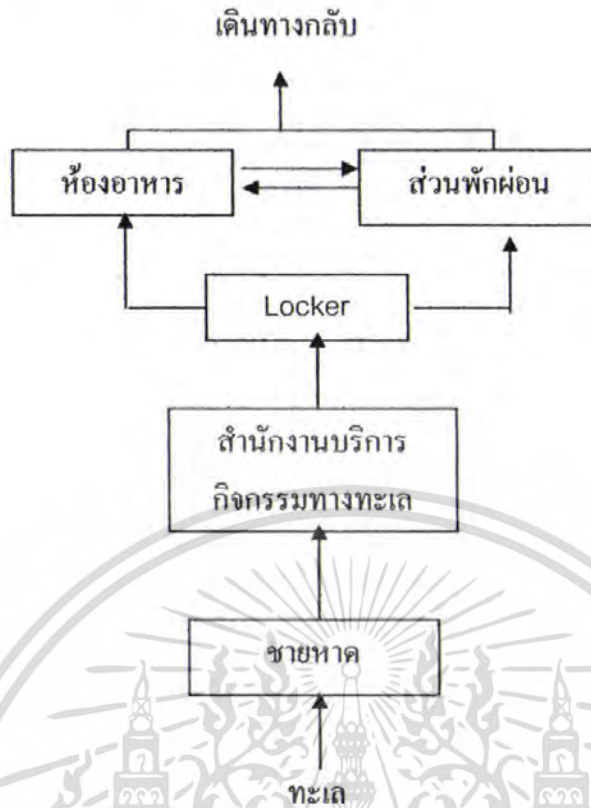 เดินทางกลับ
ห้องอาหาร
ส่วนพักผ่อน
Locker
สำนักงานบริการ
กิจกรรมทางทะเล
ชายหาด
ทะเล